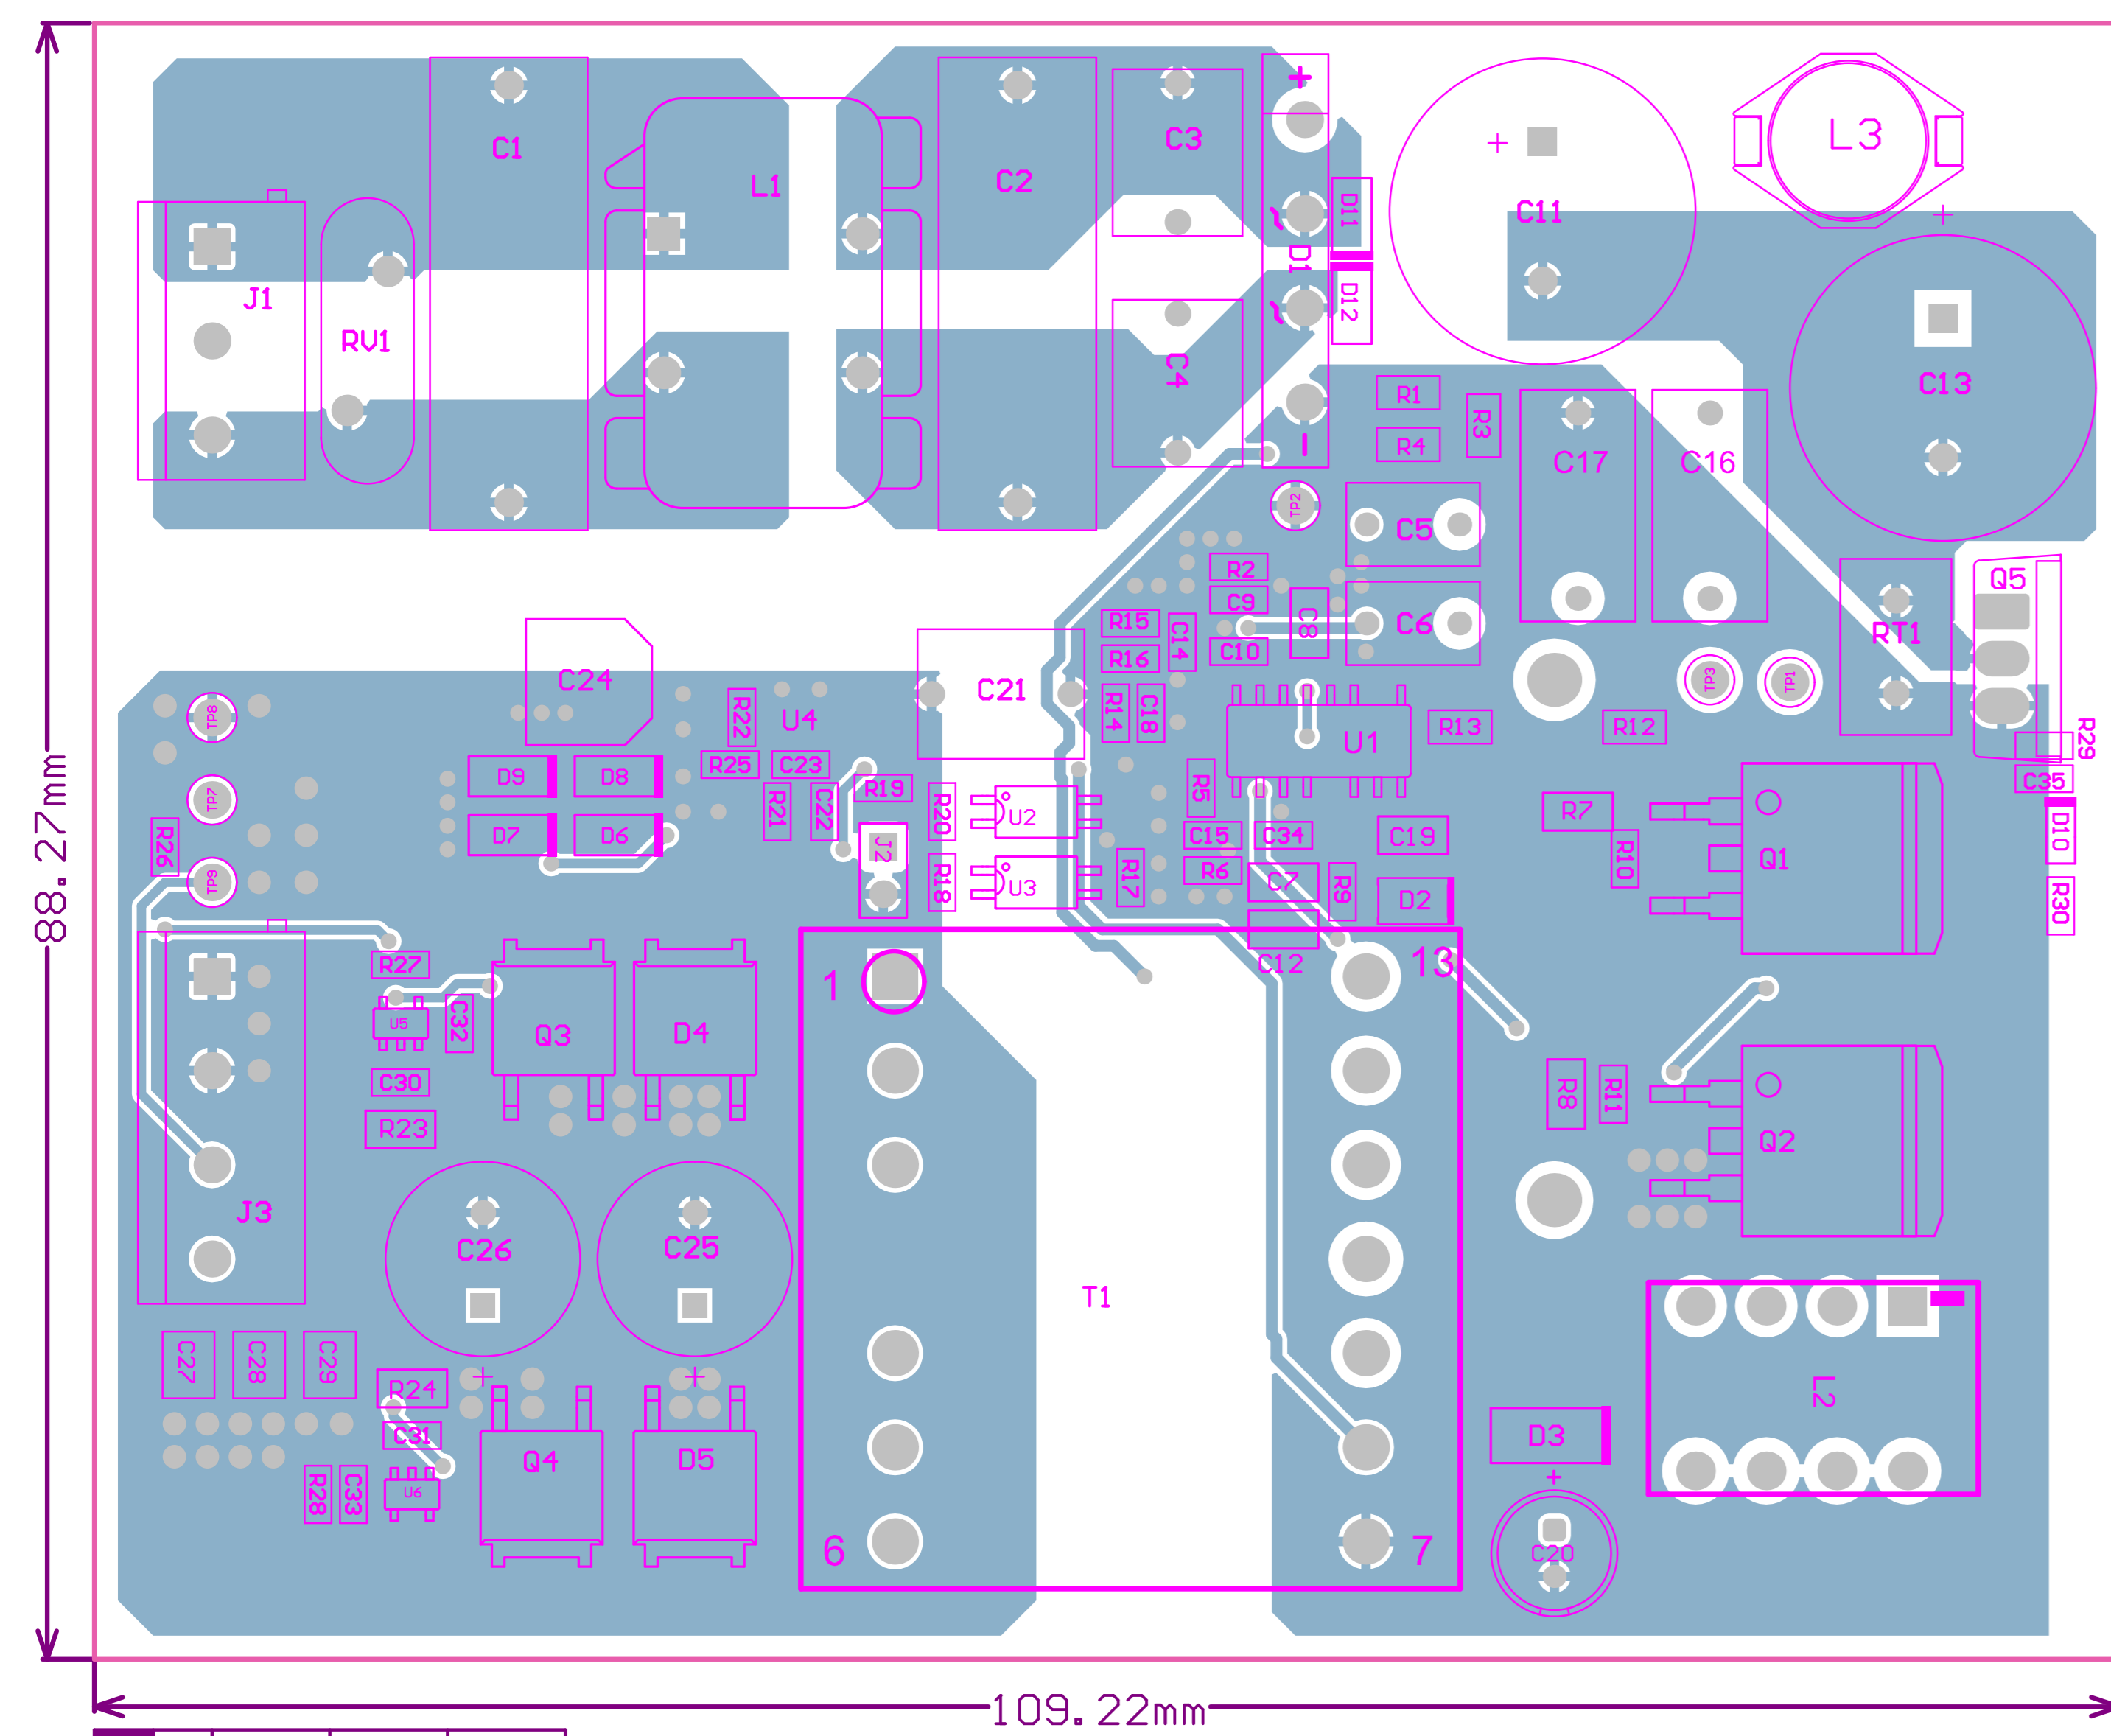 C1
L1
C2
C3
+
D11
+
C11
L3
+
J1
RV1
D1
~
~
D12
C4
C13
R1
R3
R4
-
C17
C16
TP2
C5
R2
C9
C8
C6
Q5
RT1
R15
C14
R16
C10
C24
C21
TP3
TP1
TP8
R22
U4
R14
C18
U1
R13
R12
R29
D9
D8
R25
C23
R5
C35
TP7
R21
C22
R19
R20
U2
R7
R26
D7
D6
J2
C15
C34
C19
R10
Q1
D10
TP9
R18
U3
R17
R6
C7
R9
D2
R30
R27
1
C12
13
U5
C32
Q3
D4
C30
R23
R8
R11
Q2
J3
C26
C25
T1
C27
C28
C29
R24
+
+
L2
C31
Q4
D5
D3
+
R28
C33
U6
6
7
C20
88.27mm
109.22mm